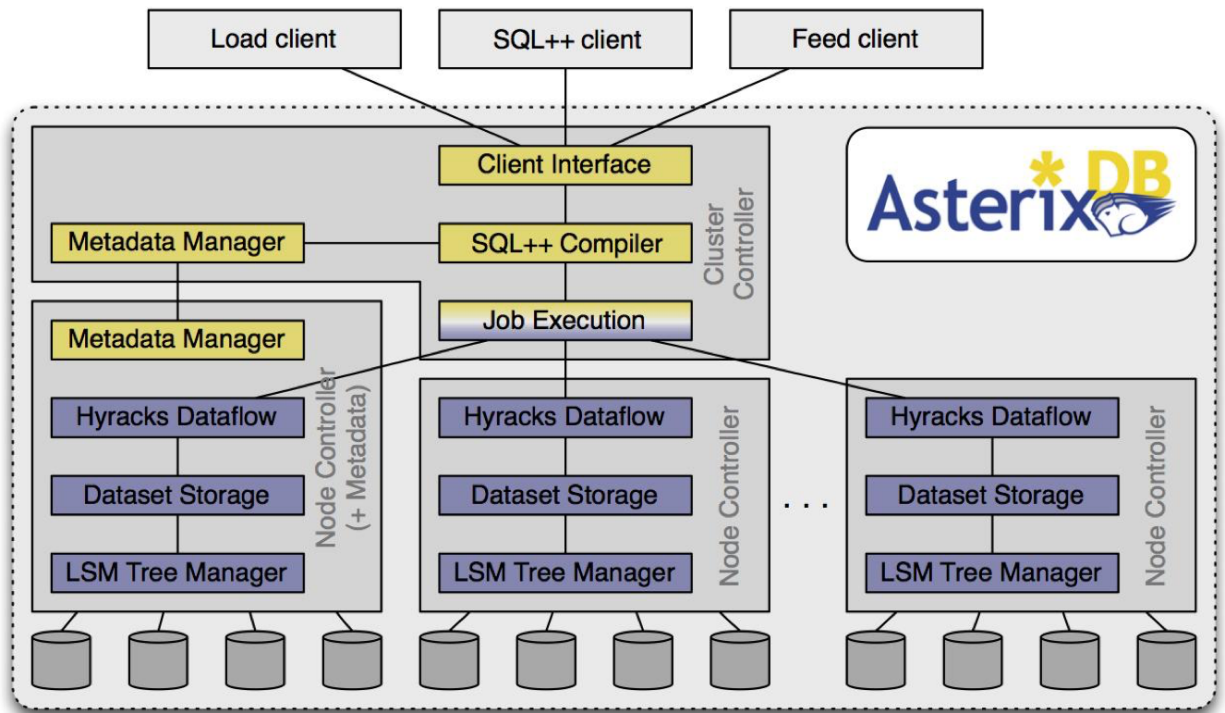 Load client
SQL++ client
Feed client
Client Interface
Asterix*DB
Metadata Manager
SQL++ Compiler
Cluster
Controller
Metadata Manager
Job Execution
Hyracks Dataflow
Dataset Storage
LSM Tree Manager
Node Controller
(+ Metadata)
Hyracks Dataflow
Dataset Storage
LSM Tree Manager
Node Controller
. . .
Hyracks Dataflow
Dataset Storage
LSM Tree Manager
Node Controller